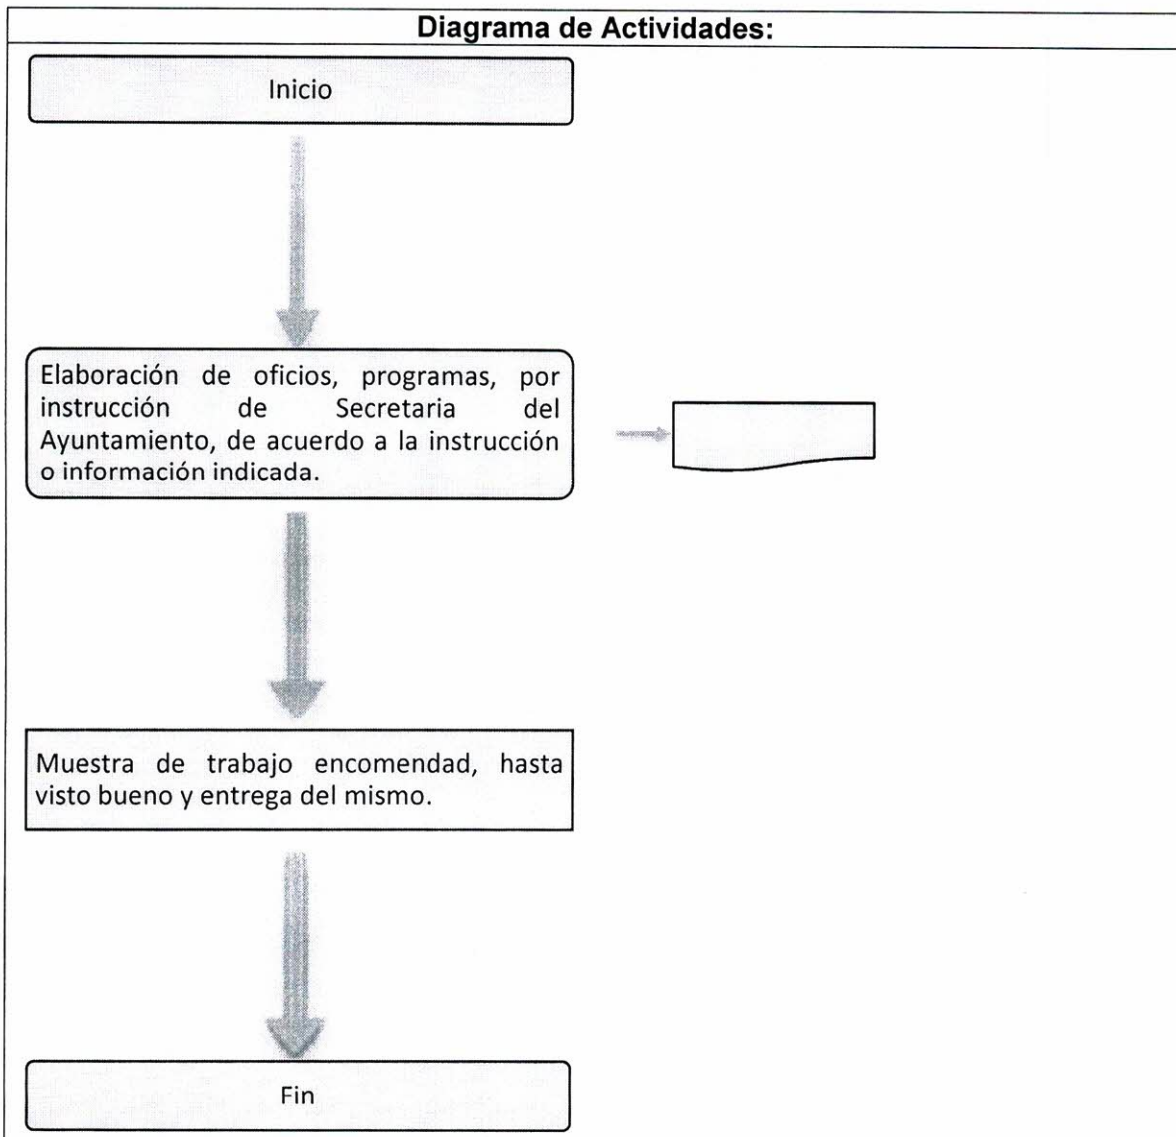 Diagrama de Actividades:
Inicio
Elaboración de oficios, programas, por
instrucción de Secretaria del
Ayuntamiento, de acuerdo a la instrucción
o información indicada.
Muestra de trabajo encomendad, hasta
visto bueno y entrega del mismo.
Fin